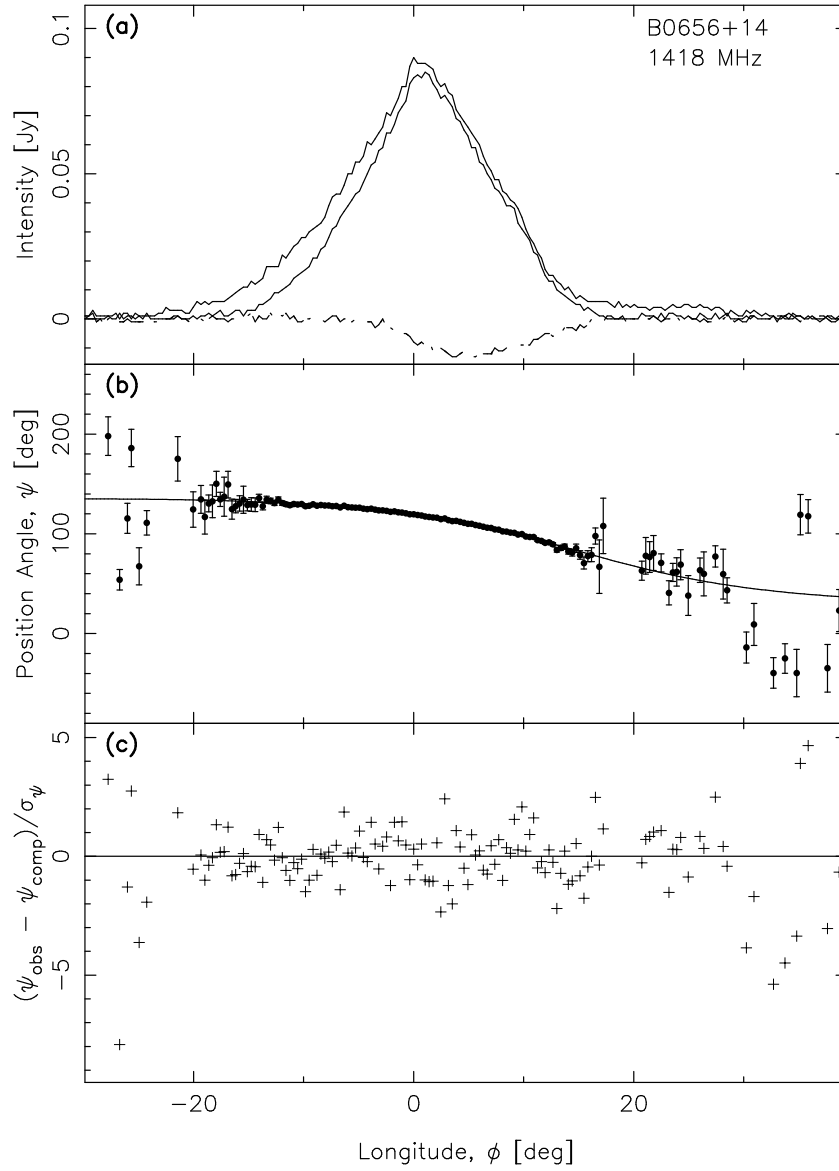 (a)
B0656+14
1418 MHz
0.1
0.05
0
Intensity [Jy]
(b)
200
100
0
Position Angle, ψ [deg]
(c)
5
0
−5
(ψobs − ψcomp)/σψ
−20
0
20
Longitude, ϕ [deg]